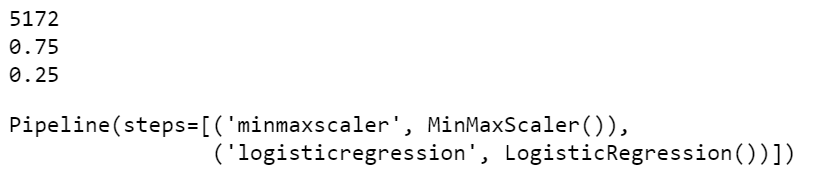 5172
0.75
0.25
Pipeline(steps=[('minmaxscaler', MinMaxScaler()),
('logisticregression', LogisticRegression())])